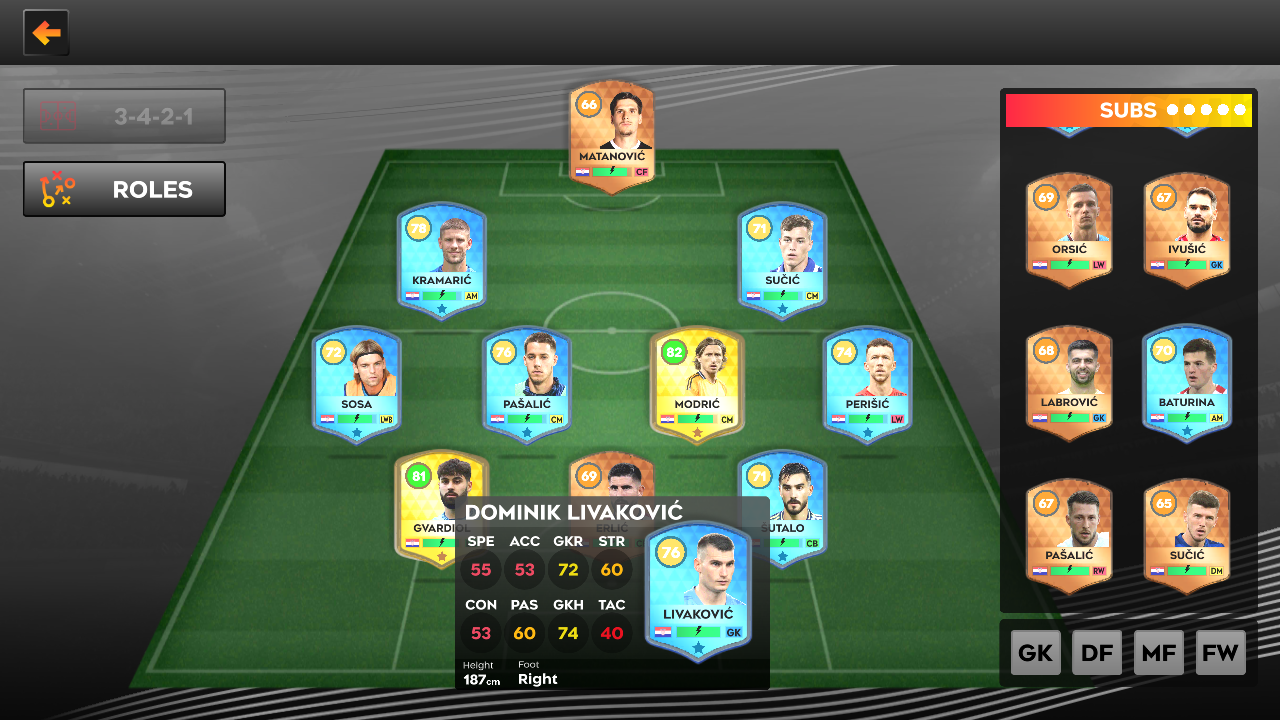 3-4-2-1
ROLES
66
MATANOVIĆ
CF
78
KRAMARIĆ
AM
71
SUČIĆ
CM
72
SOSA
LWB
76
PAŠALIĆ
CM
82
MODRIĆ
CM
74
PERIŠIĆ
LW
81
GVARDIOL
69
ERLIĆ
71
ŠUTALO
CB
DOMINIK LIVAKOVIĆ
SPE ACC GKR STR
55 53 72 60
CON PAS GKH TAC
53 60 74 40
Height Foot
187cm Right
76
LIVAKOVIĆ
GK
SUBS
69
ORSIĆ
LW
67
IVUŠIĆ
GK
68
LABROVIĆ
GK
70
BATURINA
AM
67
PAŠALIĆ
RW
65
SUČIĆ
DM
GK DF MF FW